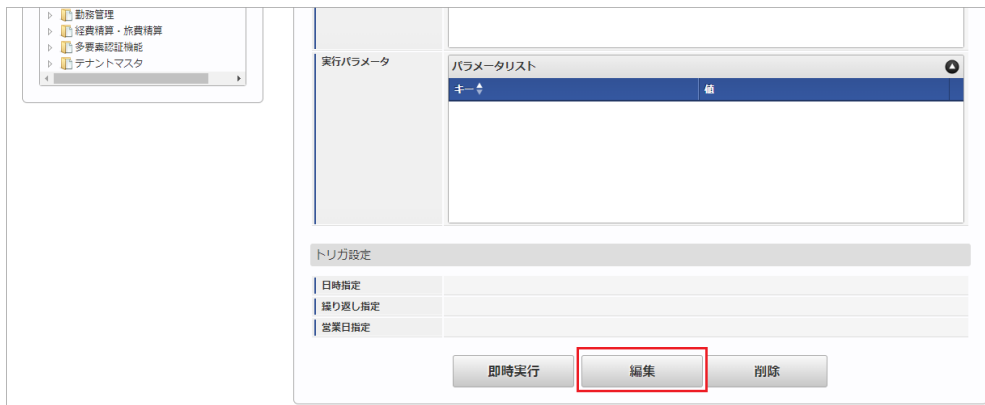 勤務管理
経費精算・旅費精算
多要素認証機能
テナントマスタ
実行パラメータ
パラメータリスト
キー 値
トリガ設定
日時指定
繰り返し指定
営業日指定
即時実行 編集 削除